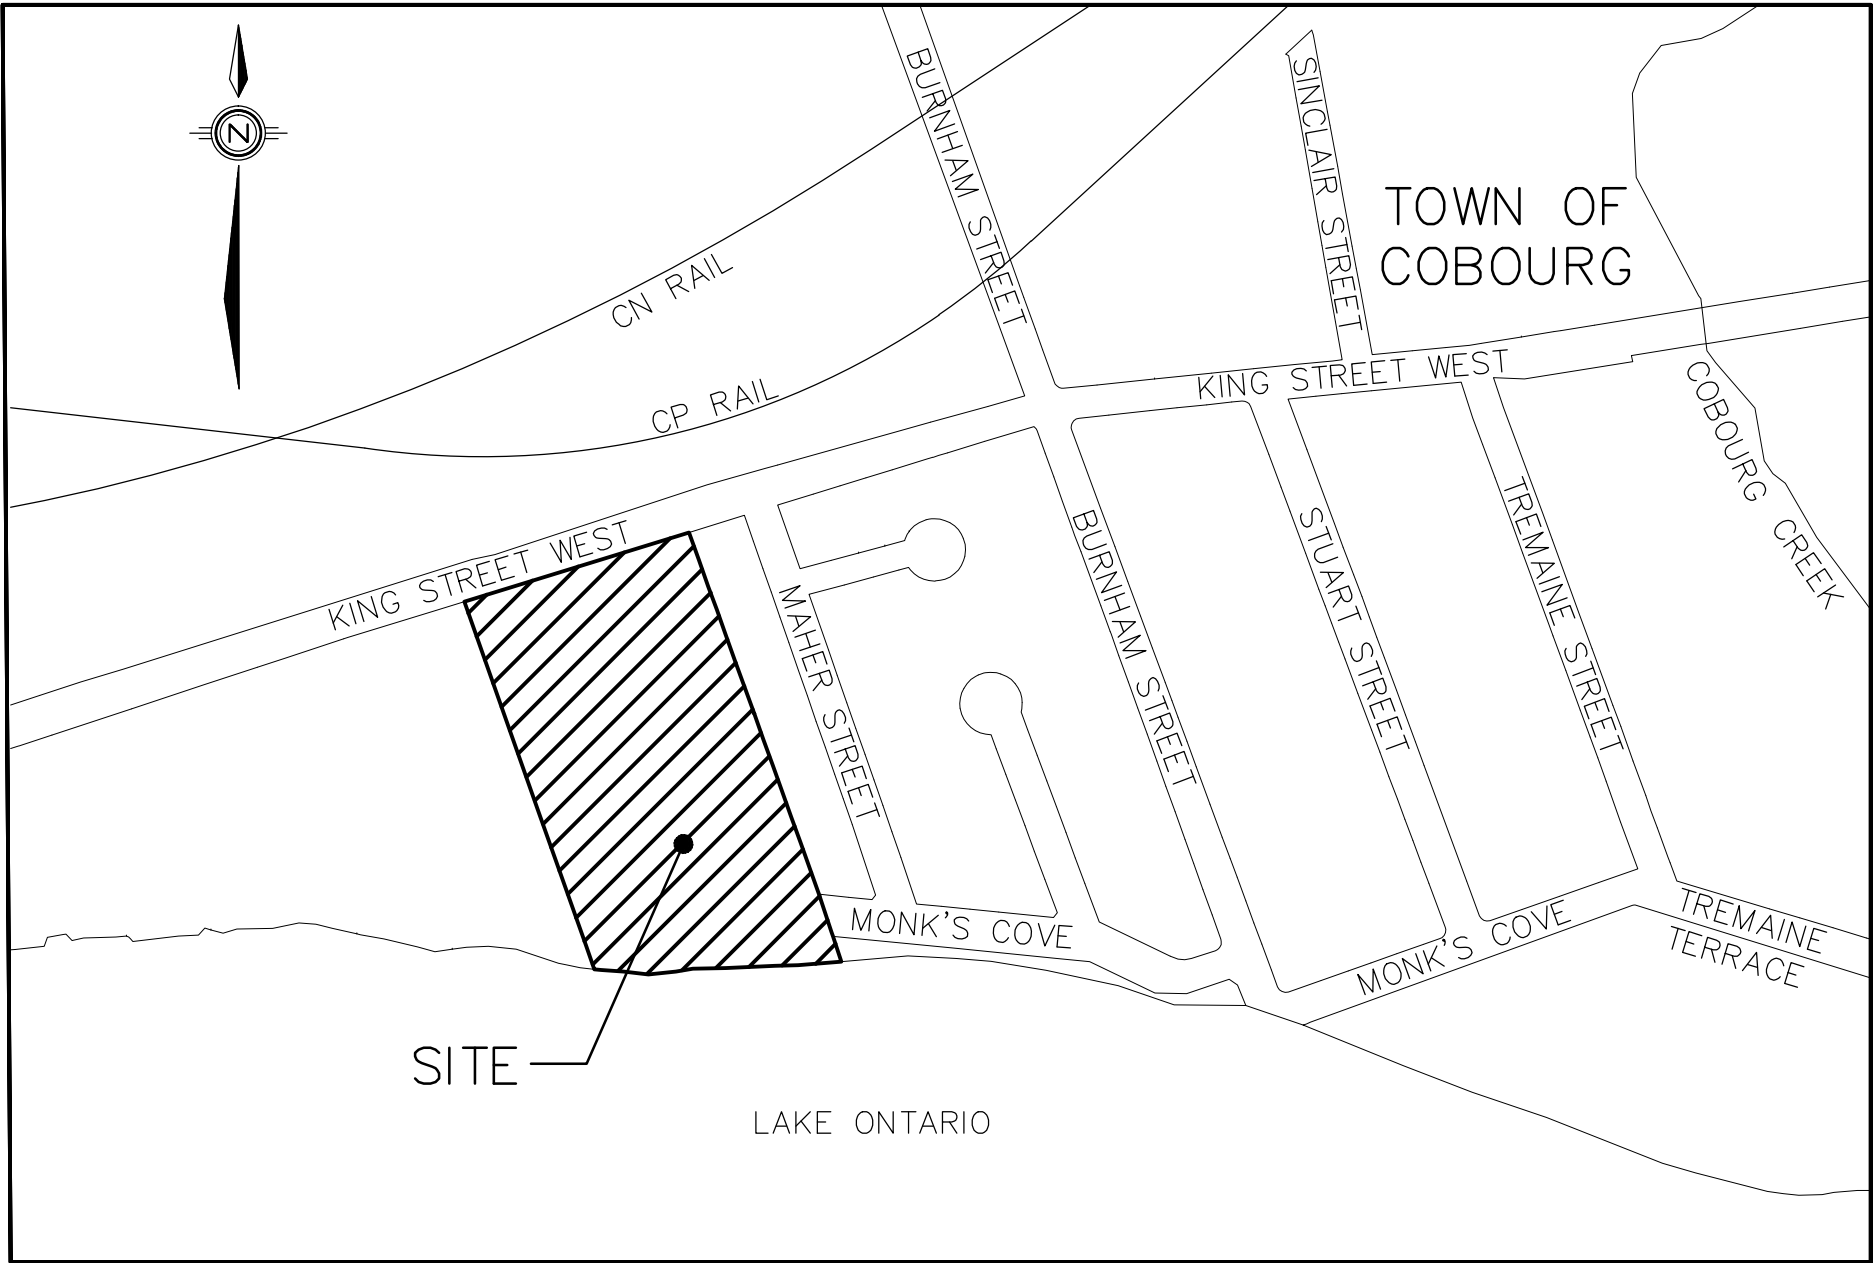 BURNHAM STREET
SINCLAIR STREET
N
TOWN OF
COBOURG
CN RAIL
CP RAIL
KING STREET WEST
COBOURG CREEK
KING STREET WEST
MAHER STREET
BURNHAM STREET
STUART STREET
TREMAINE STREET
MONK'S COVE
MONK'S COVE
TREMAINE
TERRACE
SITE
LAKE ONTARIO